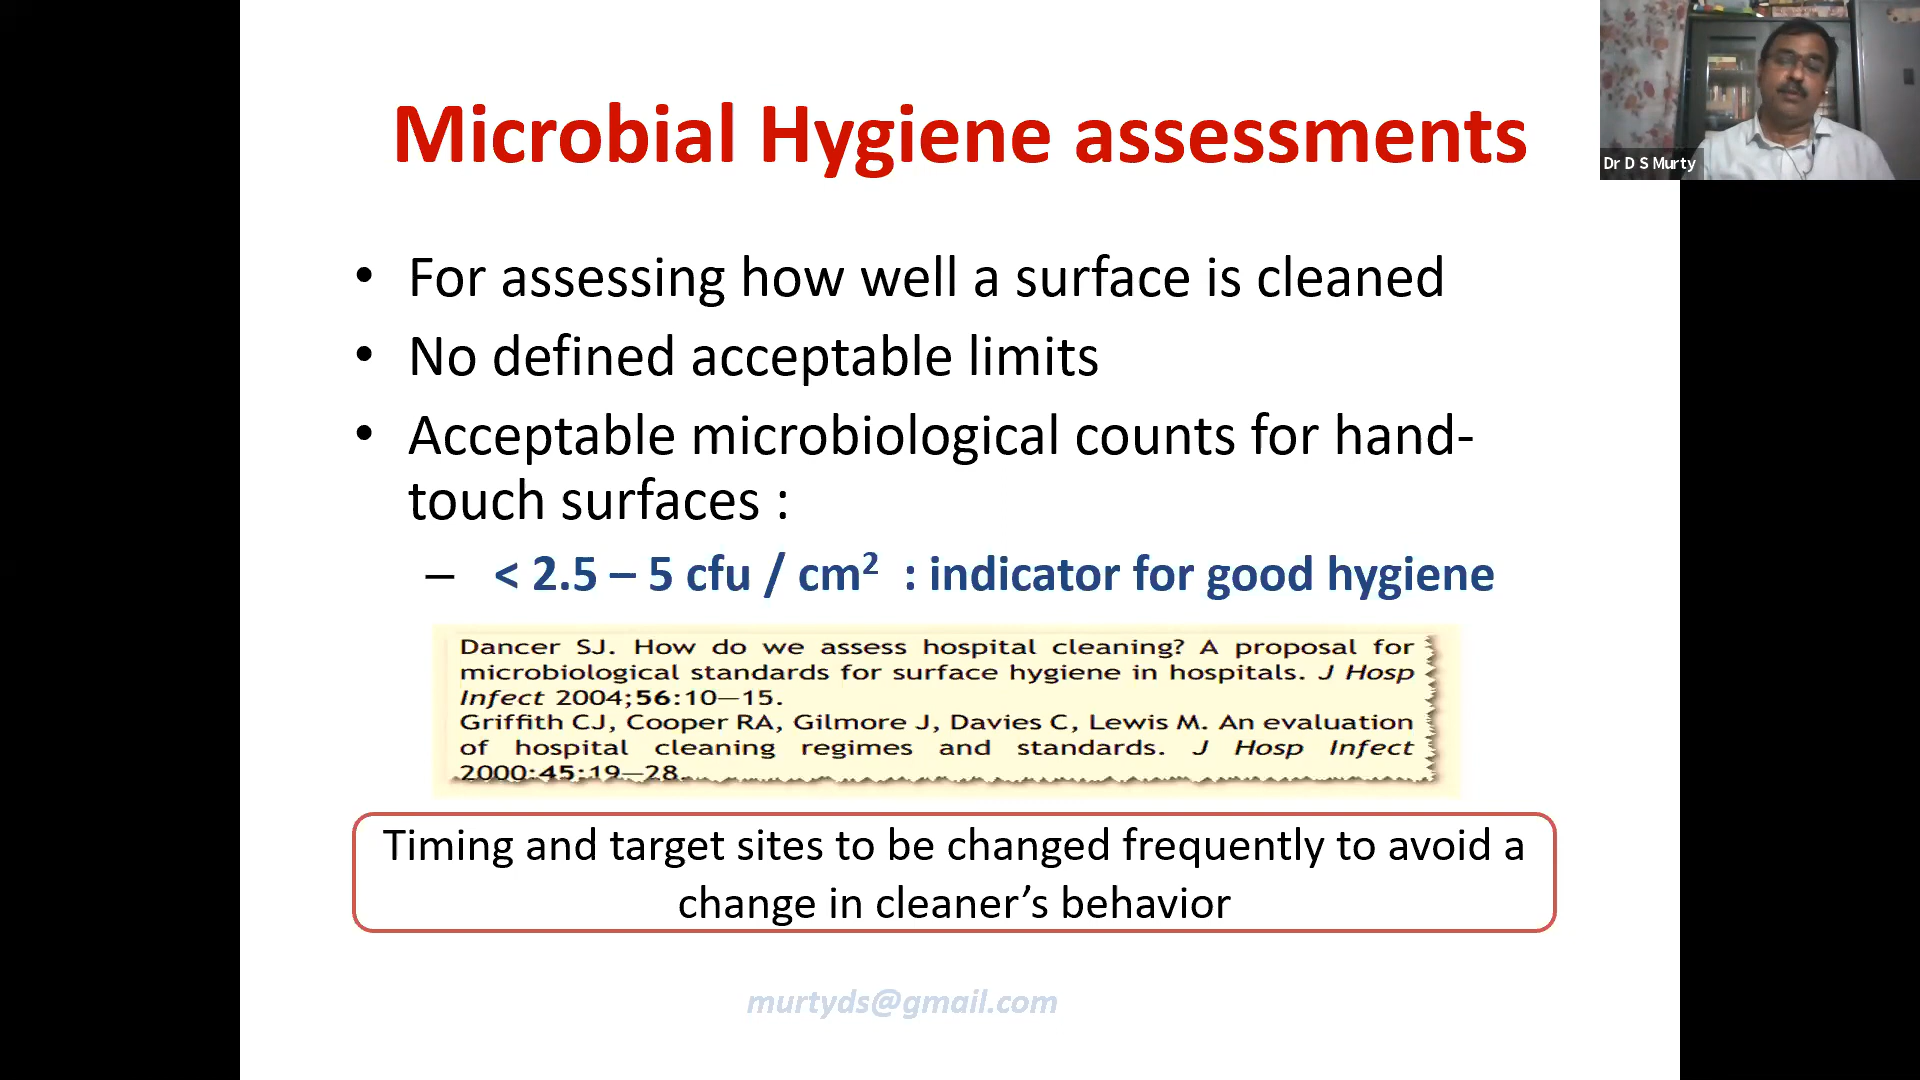 Microbial Hygiene assessments
Dr D S Murty
• For assessing how well a surface is cleaned
• No defined acceptable limits
• Acceptable microbiological counts for hand-
touch surfaces :
– < 2.5 – 5 cfu / cm² : indicator for good hygiene
Dancer SJ. How do we assess hospital cleaning? A proposal for
microbiological standards for surface hygiene in hospitals. J Hosp
Infect 2004;56:10—15.
Griffith CJ, Cooper RA, Gilmore J, Davies C, Lewis M. An evaluation
of hospital cleaning regimes and standards. J Hosp Infect
2000:45:19—28.
Timing and target sites to be changed frequently to avoid a
change in cleaner’s behavior
murtyds@gmail.com